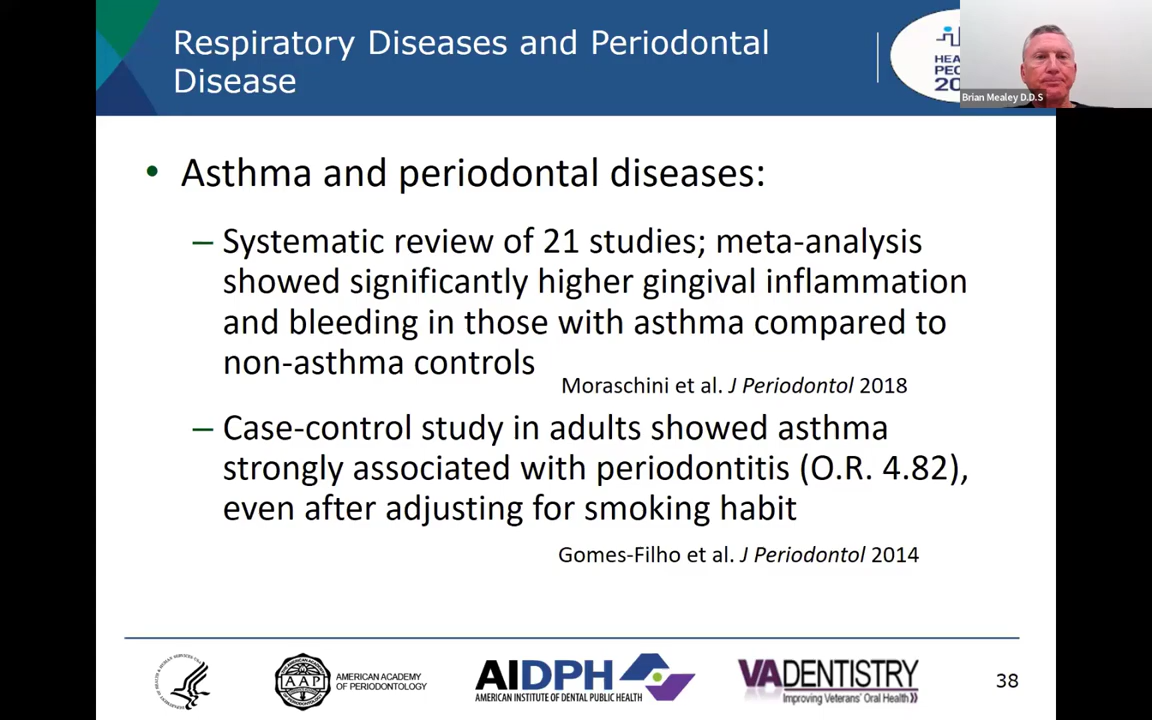 Respiratory Diseases and Periodontal
Disease
Brian Mealey D.D.S
• Asthma and periodontal diseases:
– Systematic review of 21 studies; meta-analysis
showed significantly higher gingival inflammation
and bleeding in those with asthma compared to
non-asthma controls
Moraschini et al. J Periodontol 2018
– Case-control study in adults showed asthma
strongly associated with periodontitis (O.R. 4.82),
even after adjusting for smoking habit
Gomes-Filho et al. J Periodontol 2014
AAP
AMERICAN ACADEMY
OF PERIODONTOLOGY
AIDPH
AMERICAN INSTITUTE OF DENTAL PUBLIC HEALTH
VADENTISTRY
Improving Veterans' Oral Health
38